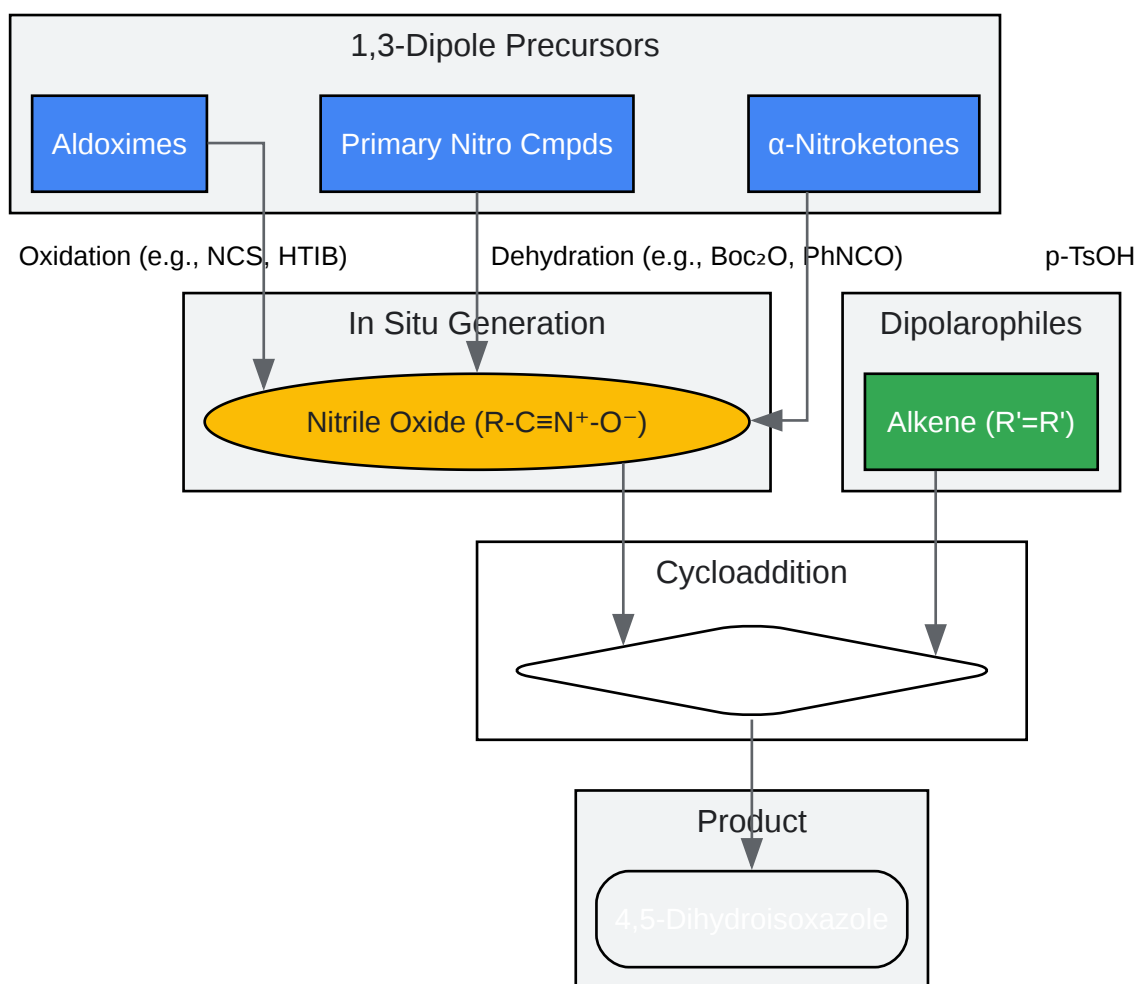 1,3-Dipole Precursors
Aldoximes
Primary Nitro Cmpds
α-Nitroketones
Oxidation (e.g., NCS, HTIB)
Dehydration (e.g., Boc₂O, PhNCO)
p-TsOH
In Situ Generation
Dipolarophiles
Nitrile Oxide (R-C≡N⁺-O⁻)
Alkene (R'=R')
Cycloaddition
Product
4,5-Dihydroisoxazole